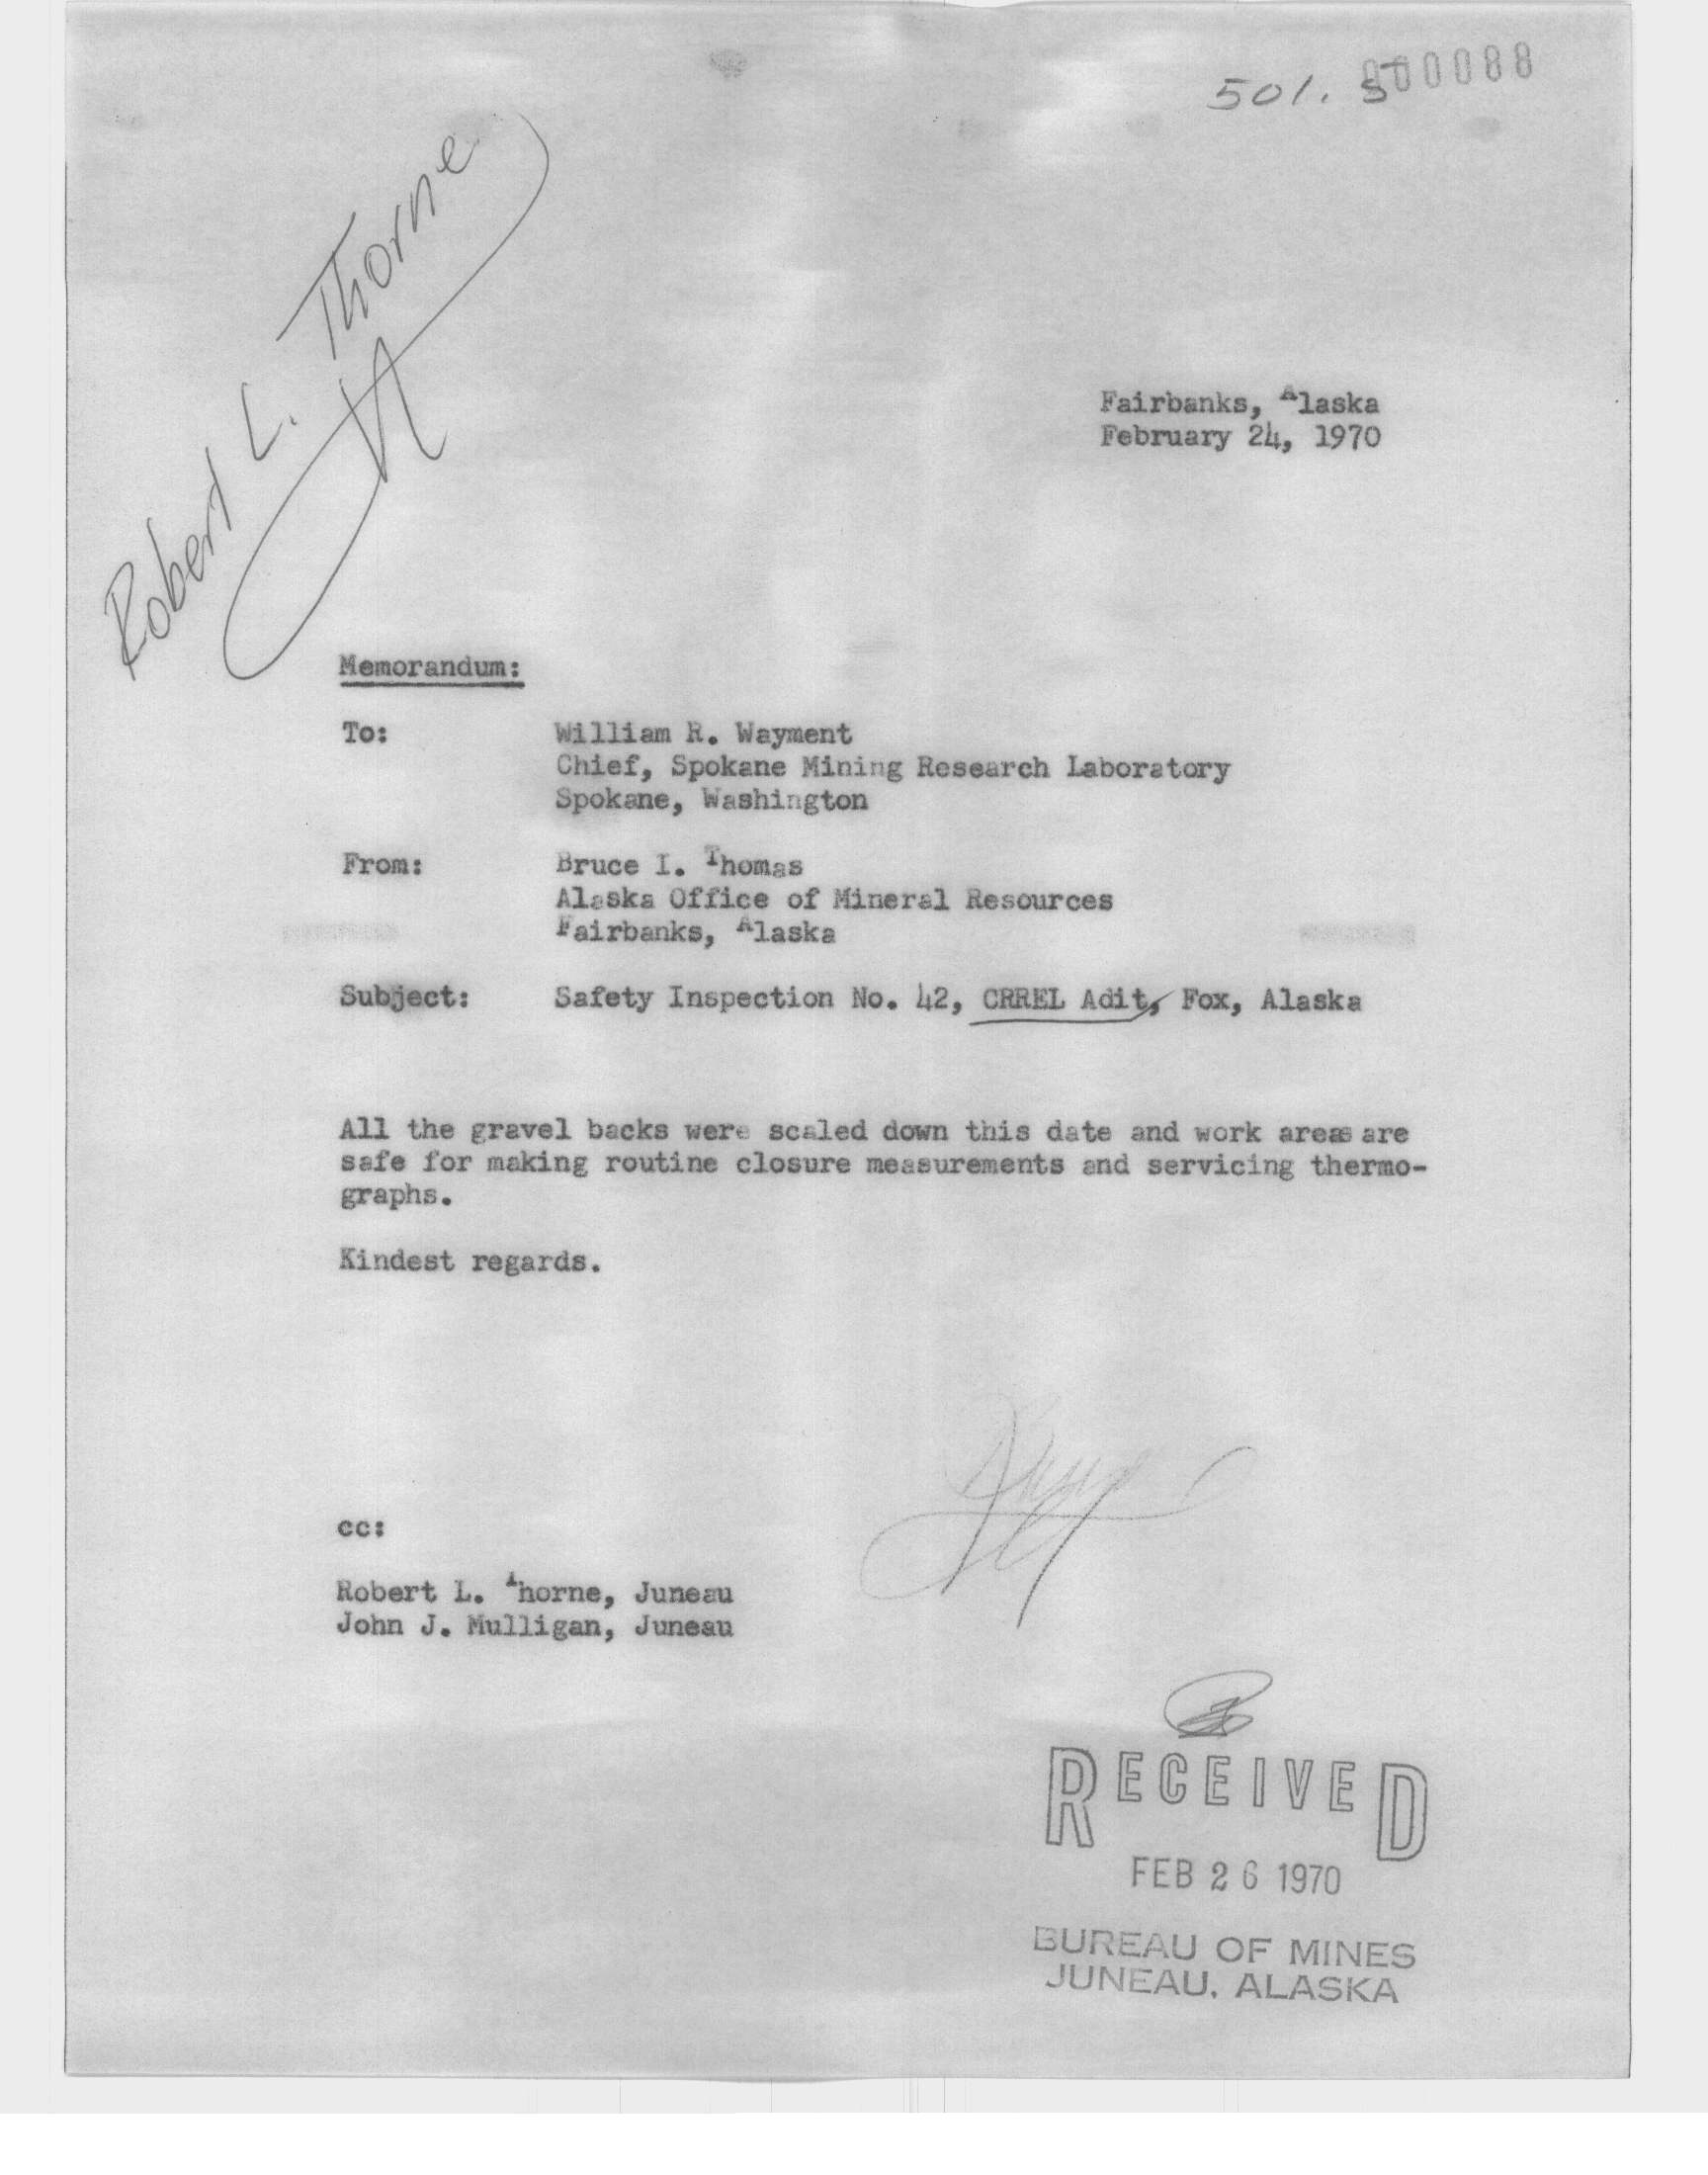 501. 5
000088
Robert L. Thorne
Fairbanks, Alaska
February 24, 1970
Memorandum:
To: William R. Wayment
Chief, Spokane Mining Research Laboratory
Spokane, Washington
From: Bruce I. Thomas
Alaska Office of Mineral Resources
Fairbanks, Alaska
Subject: Safety Inspection No. 42, CRREL Adit, Fox, Alaska
All the gravel backs were scaled down this date and work areas are
safe for making routine closure measurements and servicing thermo-
graphs.
Kindest regards.
cc:
Robert L. Thorne, Juneau
John J. Mulligan, Juneau
RECEIVED
FEB 26 1970
BUREAU OF MINES
JUNEAU, ALASKA